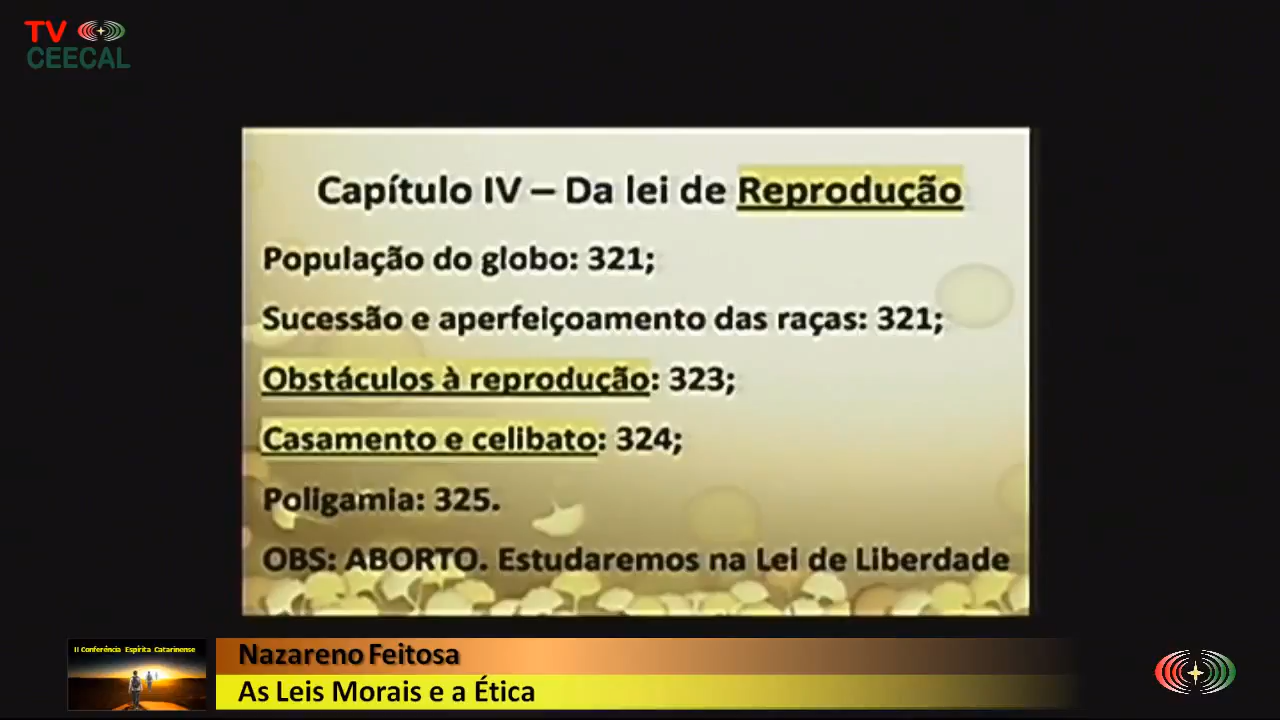 TV
CEECAL
Capítulo IV – Da lei de Reprodução
População do globo: 321;
Sucessão e aperfeiçoamento das raças: 321;
Obstáculos à reprodução: 323;
Casamento e celibato: 324;
Poligamia: 325.
OBS: ABORTO. Estudaremos na Lei de Liberdade
II Conferência Espírita Catarinense
Nazareno Feitosa
As Leis Morais e a Ética